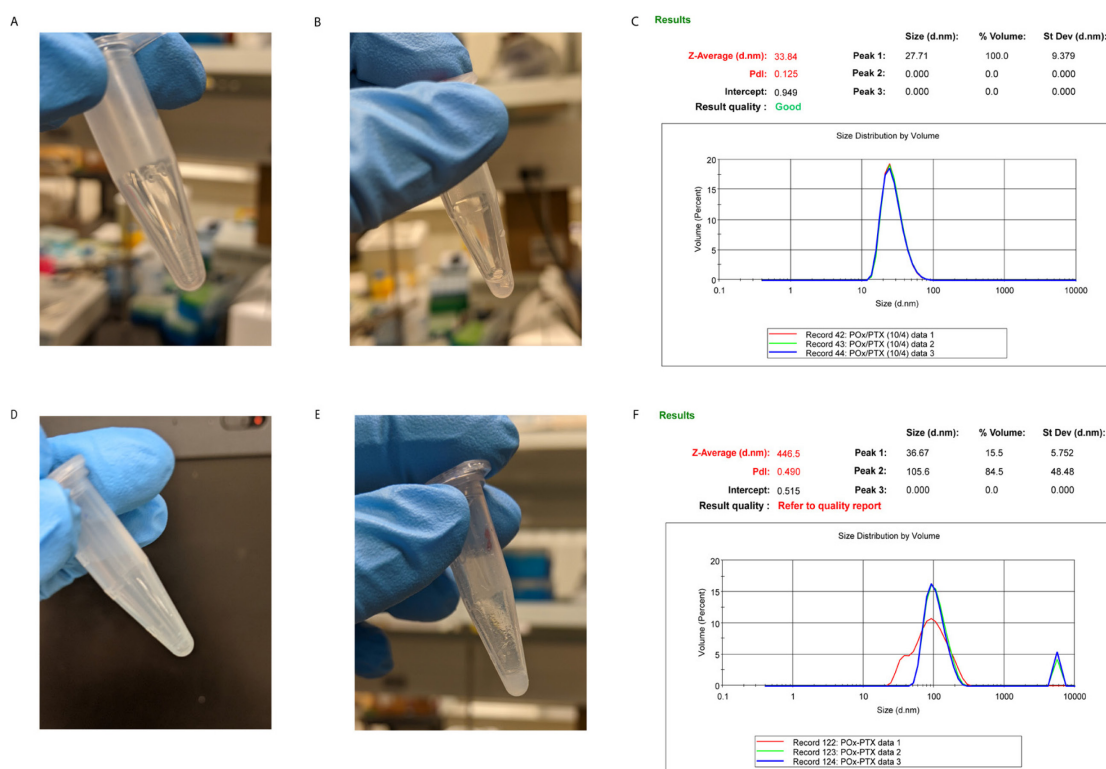 A
B
C
Results
Size (d.nm): % Volume: St Dev (d.nm):
Z-Average (d.nm): 33.84 Peak 1: 27.71 100.0 9.379
PdI: 0.125 Peak 2: 0.000 0.0 0.000
Intercept: 0.949 Peak 3: 0.000 0.0 0.000
Result quality : Good
Size Distribution by Volume
Volume (Percent)
20
15
10
5
0
0.1 1 10 100 1000 10000
Size (d.nm)
Record 42: POx/PTX (10/4) data 1
Record 43: POx/PTX (10/4) data 2
Record 44: POx/PTX (10/4) data 3
D
E
F
Results
Size (d.nm): % Volume: St Dev (d.nm):
Z-Average (d.nm): 446.5 Peak 1: 36.67 15.5 5.752
PdI: 0.490 Peak 2: 105.6 84.5 48.48
Intercept: 0.515 Peak 3: 0.000 0.0 0.000
Result quality : Refer to quality report
Size Distribution by Volume
Volume (Percent)
20
15
10
5
0
0.1 1 10 100 1000 10000
Size (d.nm)
Record 122: POx-PTX data 1
Record 123: POx-PTX data 2
Record 124: POx-PTX data 3